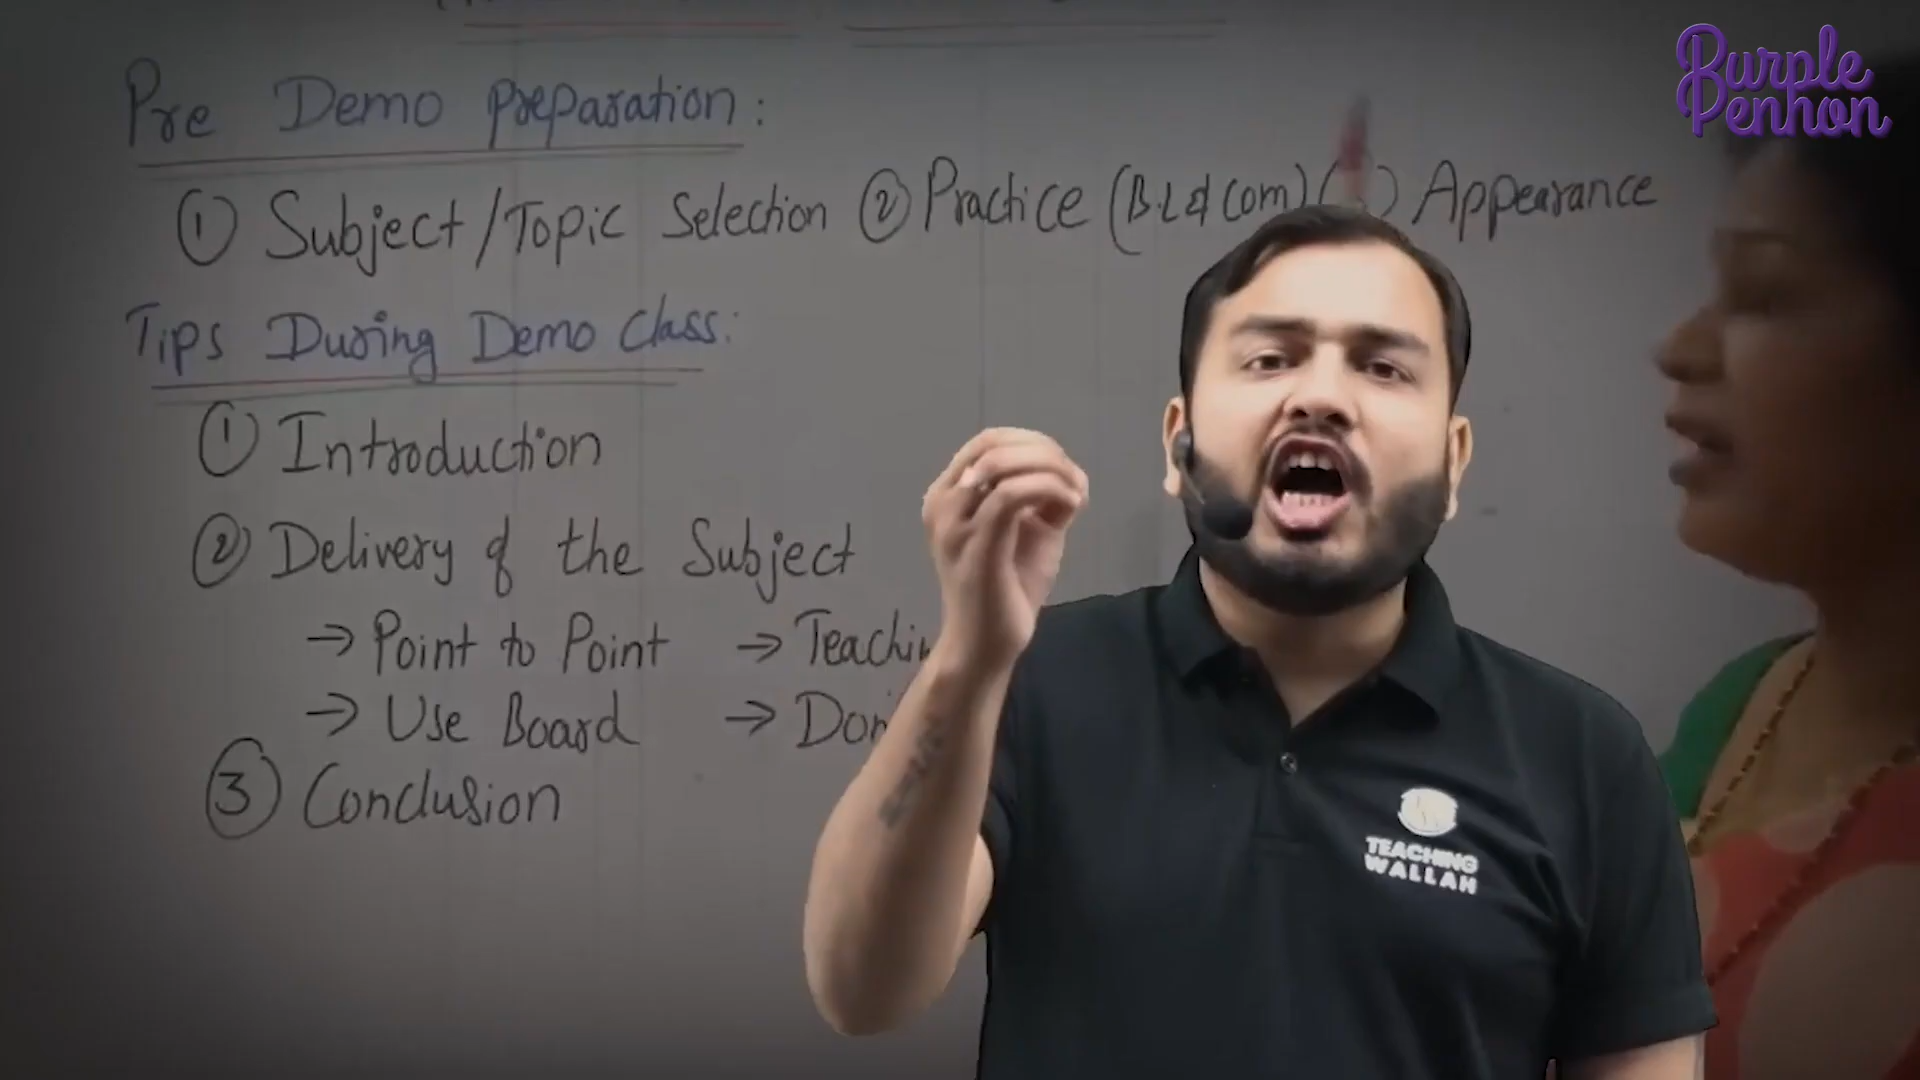 Burple
Penhon
Pre Demo Preparation:
① Subject/Topic Selection ② Practice (B.L & Com) Appearance
Tips During Demo Class:
① Introduction
② Delivery of the Subject
→ Point to Point → Teachin
→ Use Board → Don
③ Conclusion
TEACHING
WALLAH